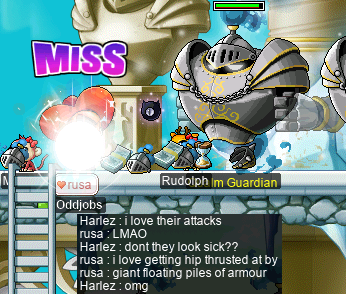 MISS
rusa
Rudolph
m Guardian
M
Oddjobs
Harlez : i love their attacks
rusa : LMAO
Harlez : dont they look sick??
rusa : i love getting hip thrusted at by
rusa : giant floating piles of armour
Harlez : omg